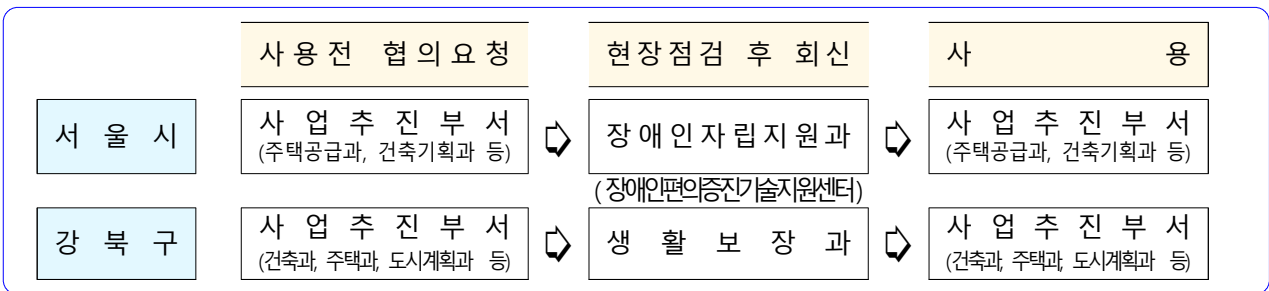 사용전 협의요청 현장점검 후 회신 사 용
서울시 사업추진부서 장애인자립지원과 사업추진부서
(주택공급과, 건축기획과 등) (주택공급과, 건축기획과 등)
(장애인편의증진기술지원센터)
강북구 사업추진부서 생활보장과 사업추진부서
(건축과, 주택과, 도시계획과 등) (건축과, 주택과, 도시계획과 등)